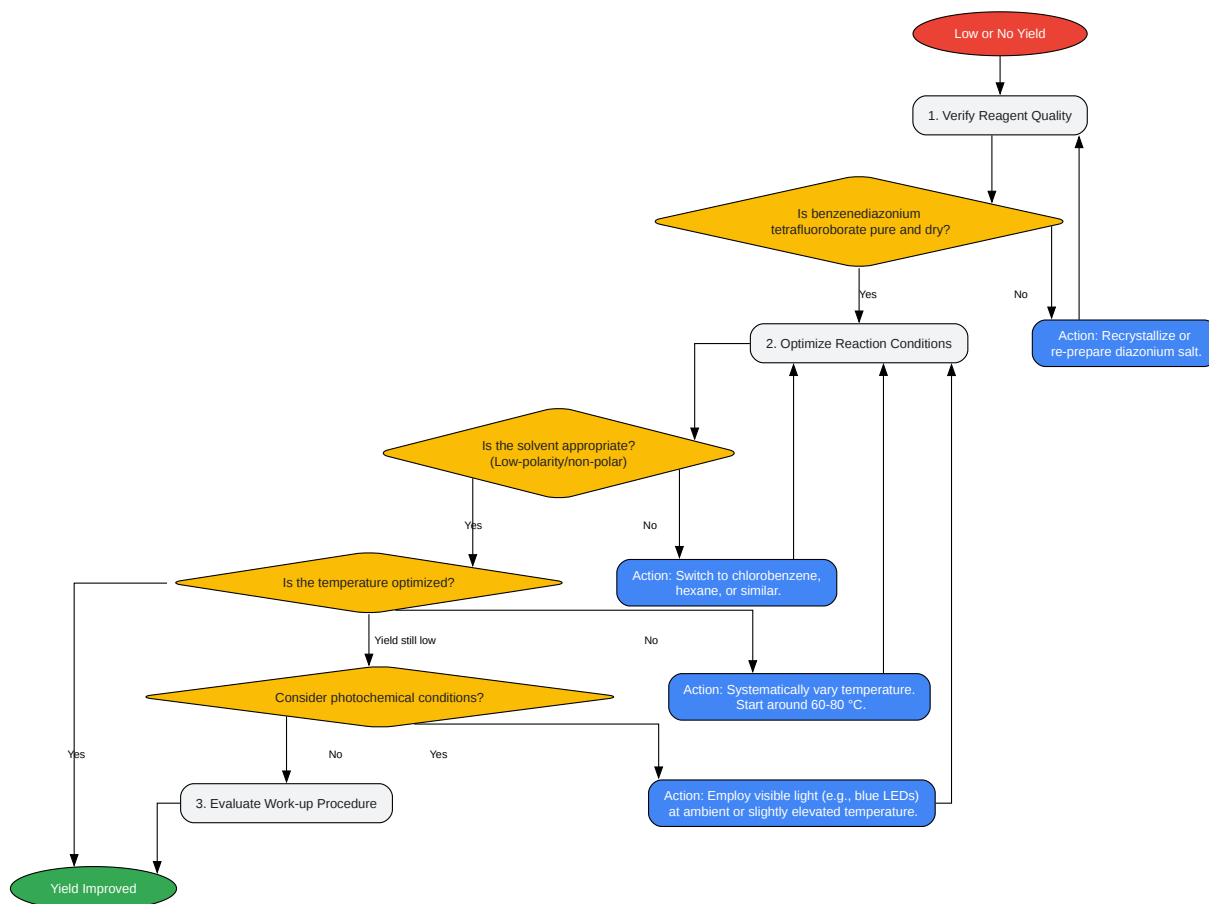 Low or No Yield
1. Verify Reagent Quality
Is benzenediazonium
tetrafluoroborate pure and dry?
Yes
No
2. Optimize Reaction Conditions
Action: Recrystallize or
re-prepare diazonium salt.
Is the solvent appropriate?
(Low-polarity/non-polar)
Yes
No
Is the temperature optimized?
Action: Switch to chlorobenzene,
hexane, or similar.
Yield still low
No
Consider photochemical conditions?
Action: Systematically vary temperature.
Start around 60-80 °C.
Yes
No
Yes
3. Evaluate Work-up Procedure
Action: Employ visible light (e.g., blue LEDs)
at ambient or slightly elevated temperature.
Yield Improved